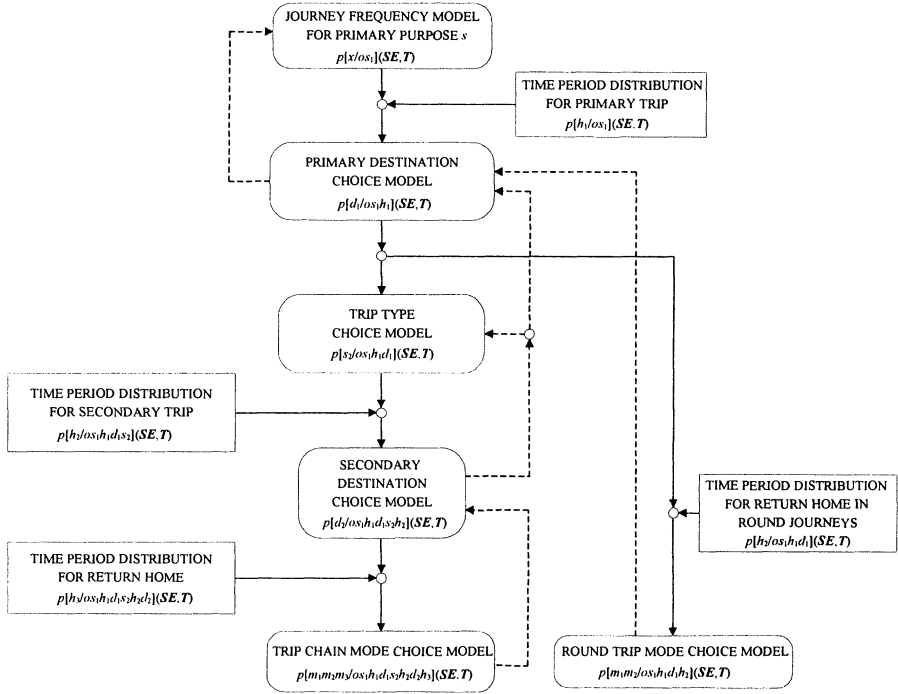 JOURNEY FREQUENCY MODEL
FOR PRIMARY PURPOSE s
p[x/os₁](SE,T)
TIME PERIOD DISTRIBUTION
FOR PRIMARY TRIP
p[h₁/os₁](SE,T)
PRIMARY DESTINATION
CHOICE MODEL
p[d₁/os₁h₁](SE,T)
TRIP TYPE
CHOICE MODEL
p[s₂/os₁h₁d₁](SE,T)
TIME PERIOD DISTRIBUTION
FOR SECONDARY TRIP
p[h₂/os₁h₁d₁s₂](SE,T)
SECONDARY
DESTINATION
CHOICE MODEL
p[d₂/os₁h₁d₁s₂h₂](SE,T)
TIME PERIOD DISTRIBUTION
FOR RETURN HOME IN
ROUND JOURNEYS
p[h₂/os₁h₁d₁](SE,T)
TIME PERIOD DISTRIBUTION
FOR RETURN HOME
p[h₃/os₁h₁d₁s₂h₂d₂](SE,T)
TRIP CHAIN MODE CHOICE MODEL
p[m₁m₂m₃/os₁h₁d₁s₂h₂d₂h₃](SE,T)
ROUND TRIP MODE CHOICE MODEL
p[m₁m₂/os₁h₁d₁h₂](SE,T)